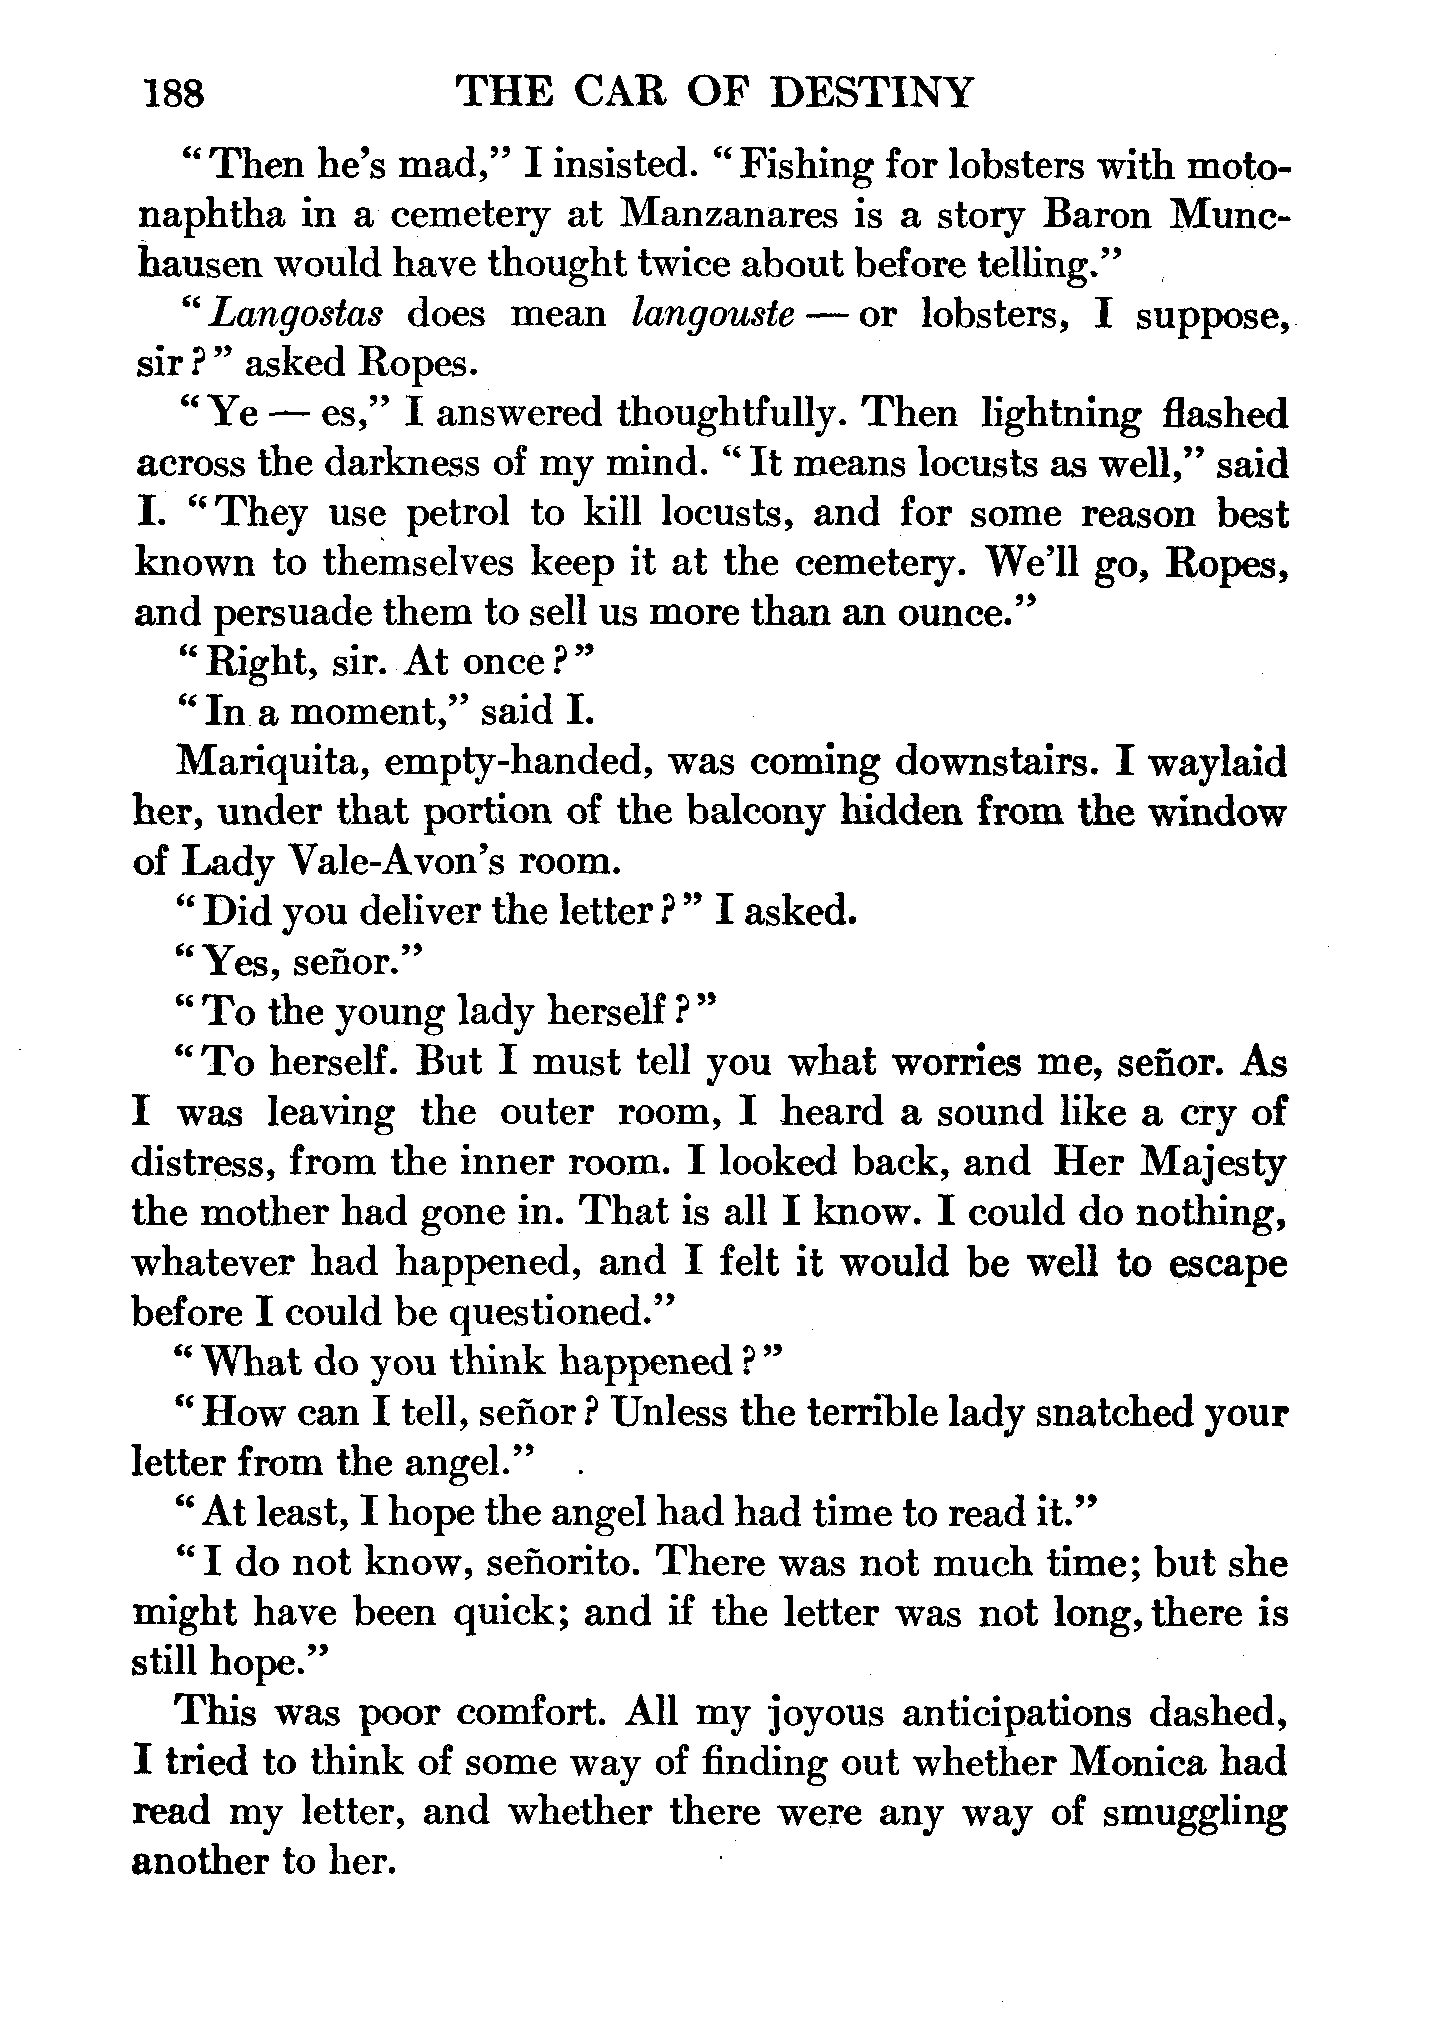 188 THE CAR OF DESTINY
“Then he’s mad,” I insisted. “Fishing for lobsters with moto-
naphtha in a cemetery at Manzanares is a story Baron Munc-
hausen would have thought twice about before telling.”
“Langostas does mean langouste — or lobsters, I suppose,
sir?” asked Ropes.
“Ye — es,” I answered thoughtfully. Then lightning flashed
across the darkness of my mind. “It means locusts as well,” said
I. “They use petrol to kill locusts, and for some reason best
known to themselves keep it at the cemetery. We’ll go, Ropes,
and persuade them to sell us more than an ounce.”
“Right, sir. At once?”
“In a moment,” said I.
Mariquita, empty-handed, was coming downstairs. I waylaid
her, under that portion of the balcony hidden from the window
of Lady Vale-Avon’s room.
“Did you deliver the letter?” I asked.
“Yes, señor.”
“To the young lady herself?”
“To herself. But I must tell you what worries me, señor. As
I was leaving the outer room, I heard a sound like a cry of
distress, from the inner room. I looked back, and Her Majesty
the mother had gone in. That is all I know. I could do nothing,
whatever had happened, and I felt it would be well to escape
before I could be questioned.”
“What do you think happened?”
“How can I tell, señor? Unless the terrible lady snatched your
letter from the angel.”
“At least, I hope the angel had had time to read it.”
“I do not know, señorito. There was not much time; but she
might have been quick; and if the letter was not long, there is
still hope.”
This was poor comfort. All my joyous anticipations dashed,
I tried to think of some way of finding out whether Monica had
read my letter, and whether there were any way of smuggling
another to her.